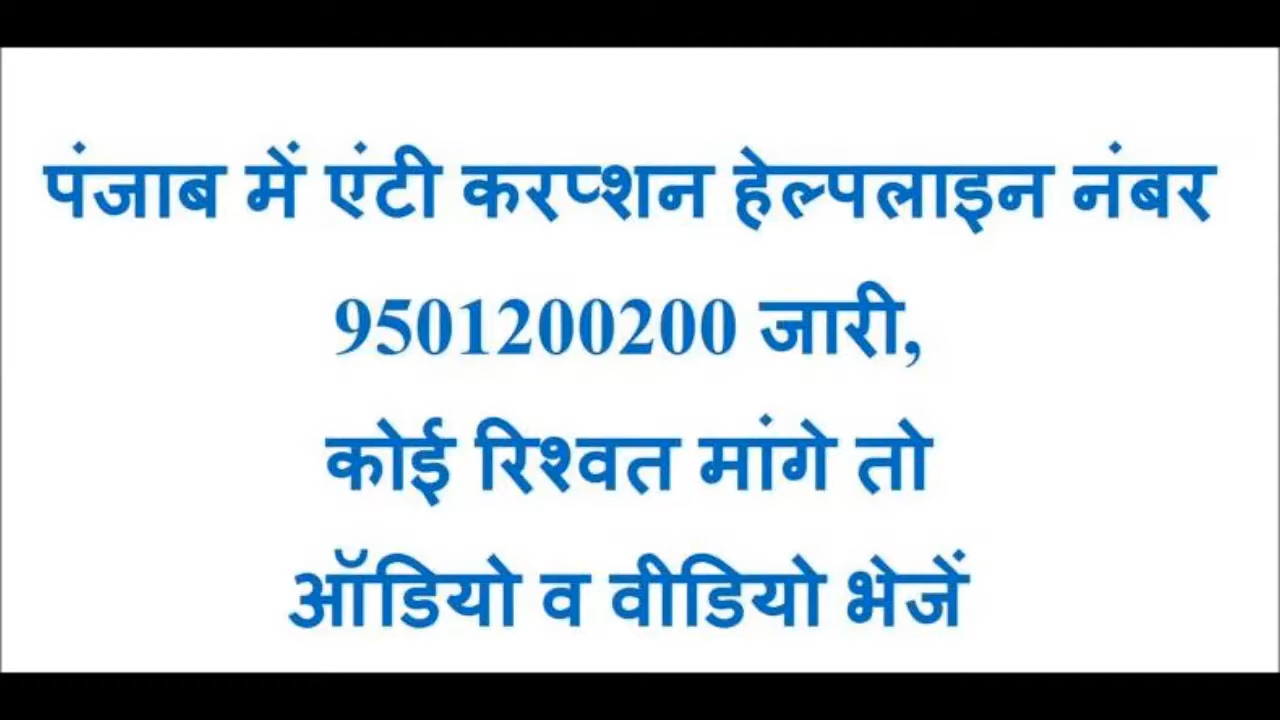 पंजाब में एंटी करप्शन हेल्पलाइन नंबर
9501200200 जारी,
कोई रिश्वत मांगे तो
ऑडियो व वीडियो भेजें